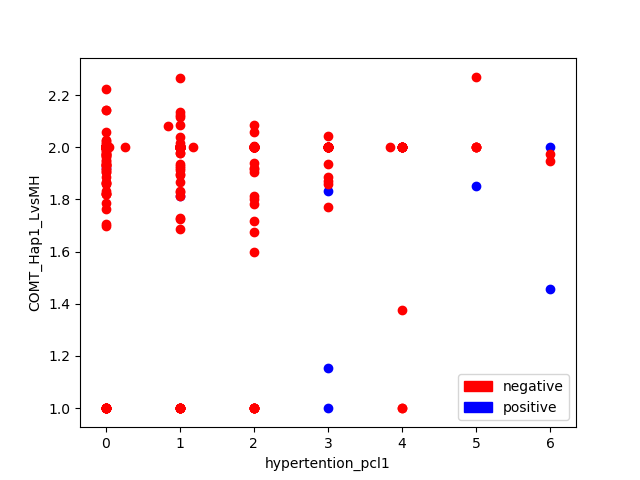 2.2
2.0
1.8
1.6
1.4
1.2
1.0
COMT_Hap1_LvsMH
negative
positive
0 1 2 3 4 5 6
hypertention_pcl1